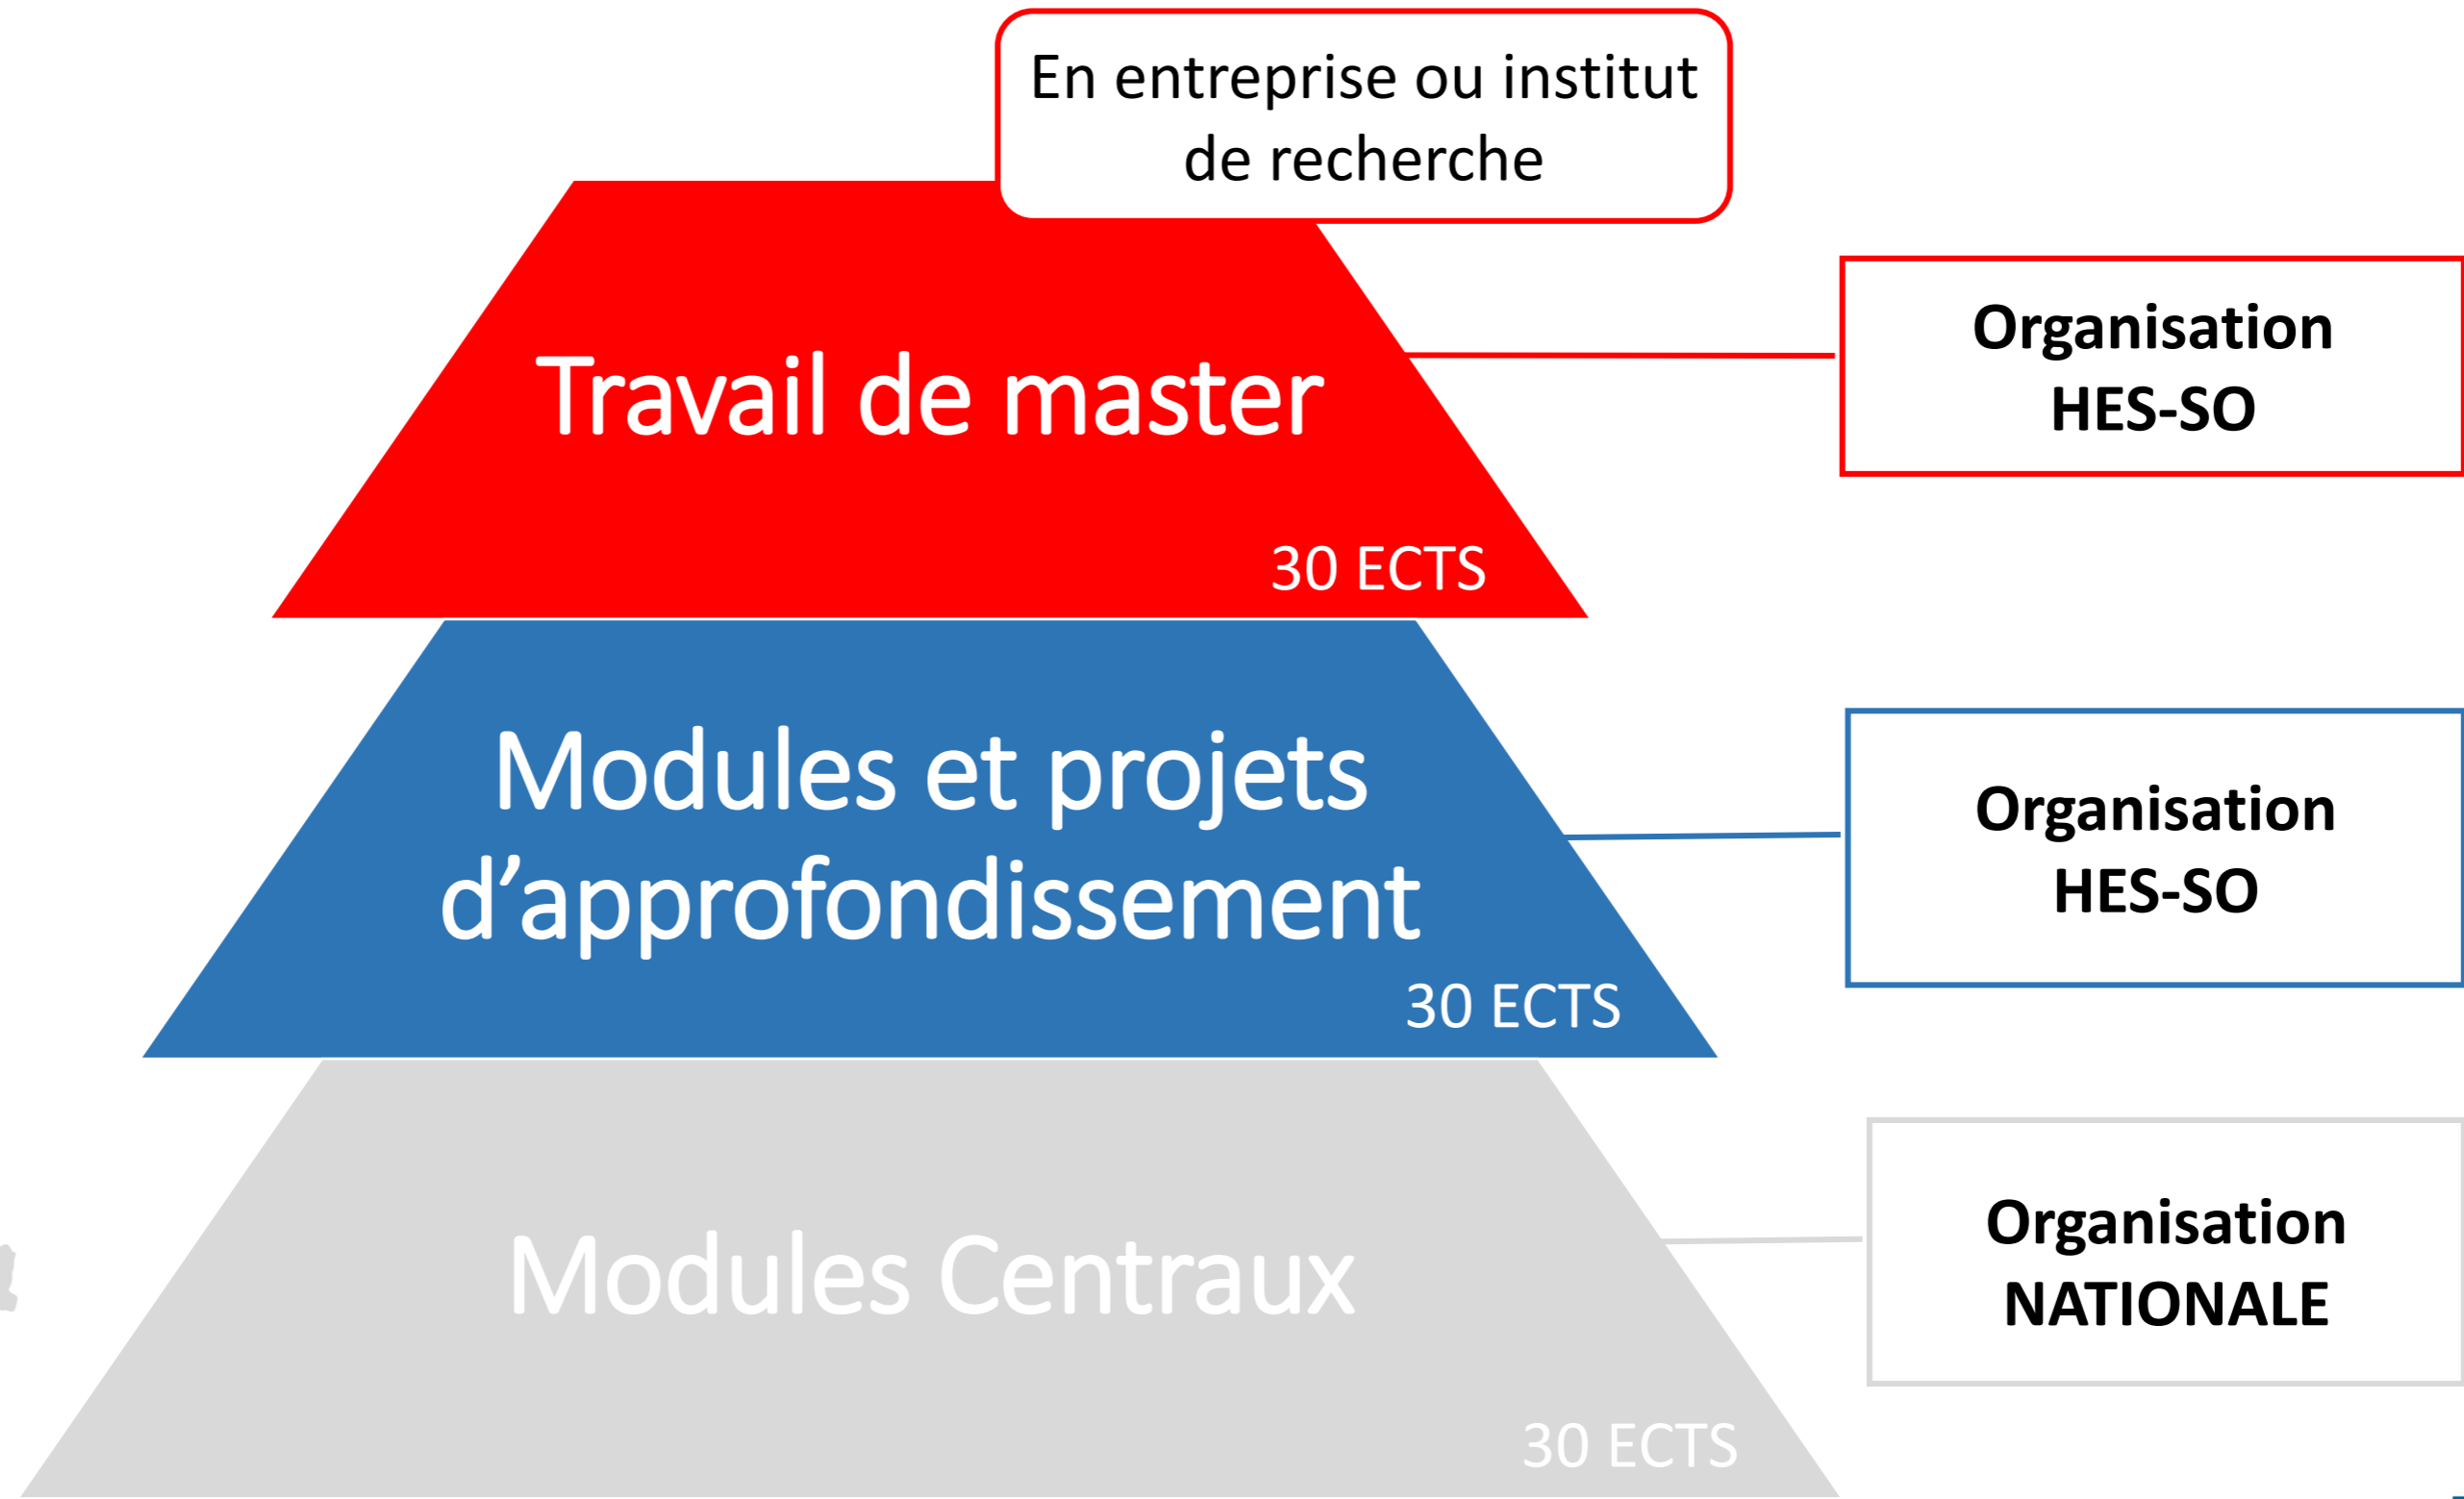 En entreprise ou institut
de recherche
Travail de master
30 ECTS
Organisation
HES-SO
Modules et projets
d’approfondissement
30 ECTS
Organisation
HES-SO
Modules Centraux
30 ECTS
Organisation
NATIONALE